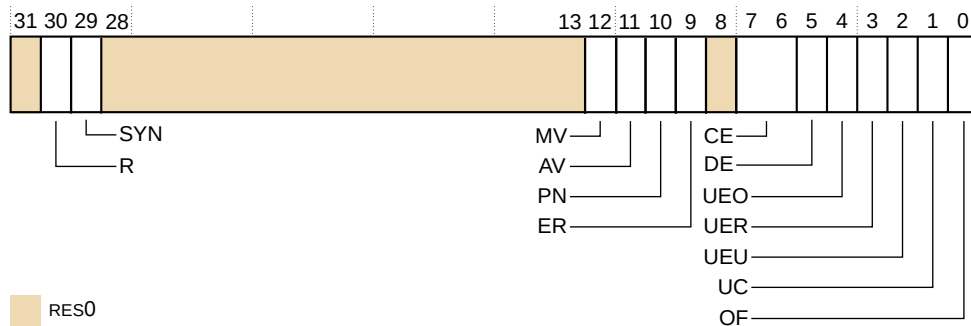 31 30 29 28 13 12 11 10 9 8 7 6 5 4 3 2 1 0
SYN MV CE
R AV DE
PN UEO
ER UER
UEU
UC
RES0
OF